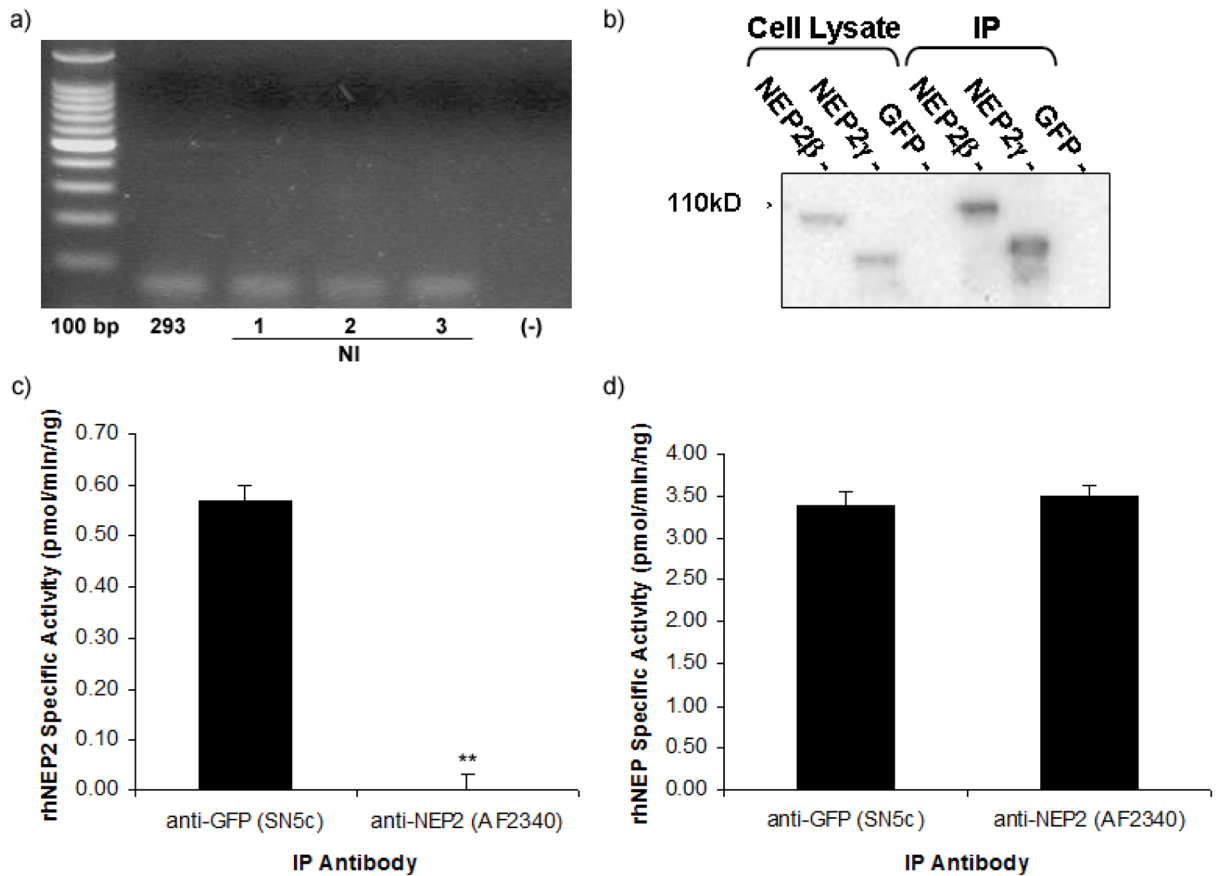 a)
100 bp
293
1
2
3
(-)
NI
b)
Cell Lysate
IP
NEP2β
NEP2γ
GFP
NEP2β
NEP2γ
GFP
110kD
c)
rhNEP2 Specific Activity (pmol/min/ng)
0.70
0.60
0.50
0.40
0.30
0.20
0.10
0.00
**
anti-GFP (SN5c)
anti-NEP2 (AF2340)
IP Antibody
d)
rhNEP Specific Activity (pmol/min/ng)
4.00
3.50
3.00
2.50
2.00
1.50
1.00
0.50
0.00
anti-GFP (SN5c)
anti-NEP2 (AF2340)
IP Antibody